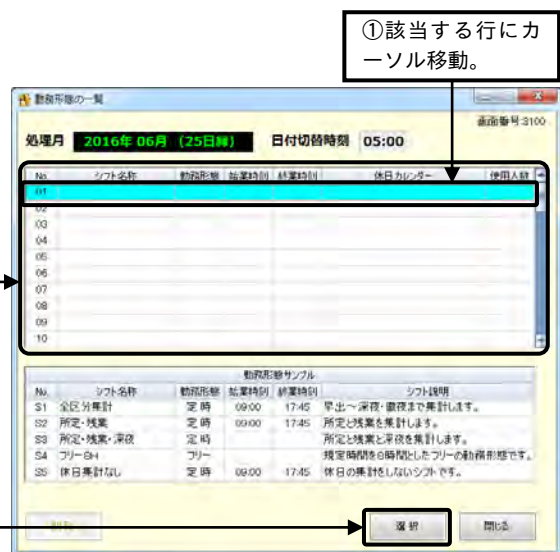 ①該当する行にカ
ーソル移動。
勤務形態の一覧
画面番号:3100
処理月 2016年 06月 (25日締) 日付切替時刻 05:00
No. シフト名称 勤務形態 始業時刻 終業時刻 休日カレンダー 使用人数
01
02
03
04
05
06
07
08
09
10
勤務形態サンプル
No. シフト名称 勤務形態 始業時刻 終業時刻 シフト説明
S1 全区分集計 定時 09:00 17:45 早出～深夜・徹夜まで集計します。
S2 所定・残業 定時 09:00 17:45 所定と残業を集計します。
S3 所定・残業・深夜 定時 所定と残業と深夜を集計します。
S4 フリー8H フリー 規定時間を8時間としたフリーの勤務形態です。
S5 休日集計なし 定時 09:00 17:45 休日の集計をしないシフトです。
選択 閉じる